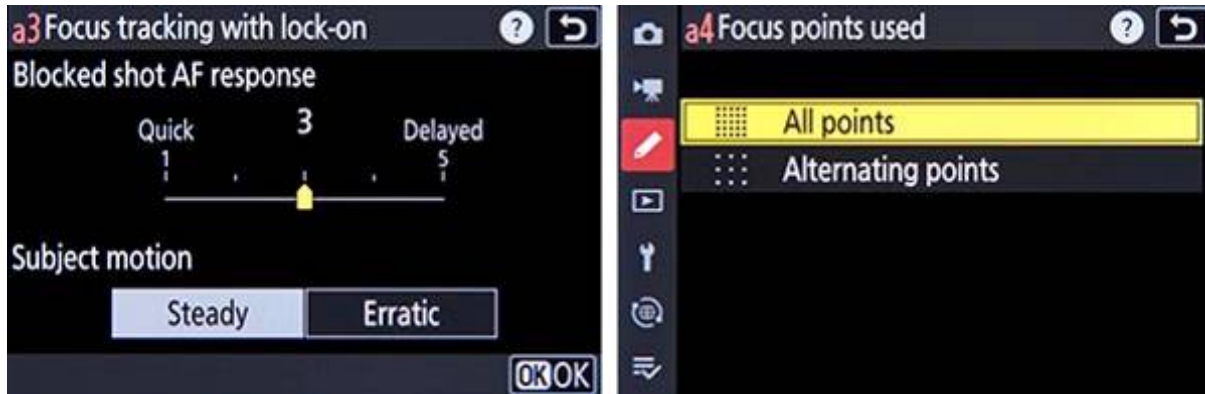 a3 Focus tracking with lock-on ?
Blocked shot AF response
3
Quick Delayed
1 5
Subject motion
Steady Erratic
OK OK
a4 Focus points used ?
All points
Alternating points